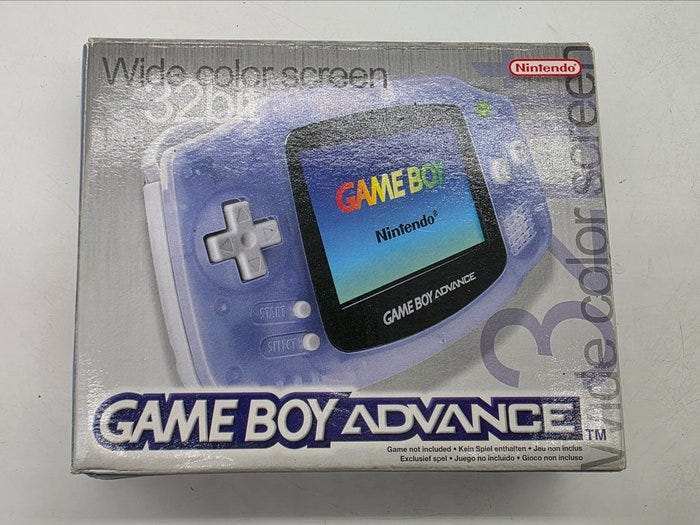 Wide color screen
32bit
Nintendo®
GAME BOY
Nintendo®
START
SELECT
GAME BOY ADVANCE
Wide color screen
32
GAME BOY ADVANCE TM
Game not included • Kein Spiel enthalten • Jeu non inclus
Exclusief spel • Juego no incluido • Gioco non incluso